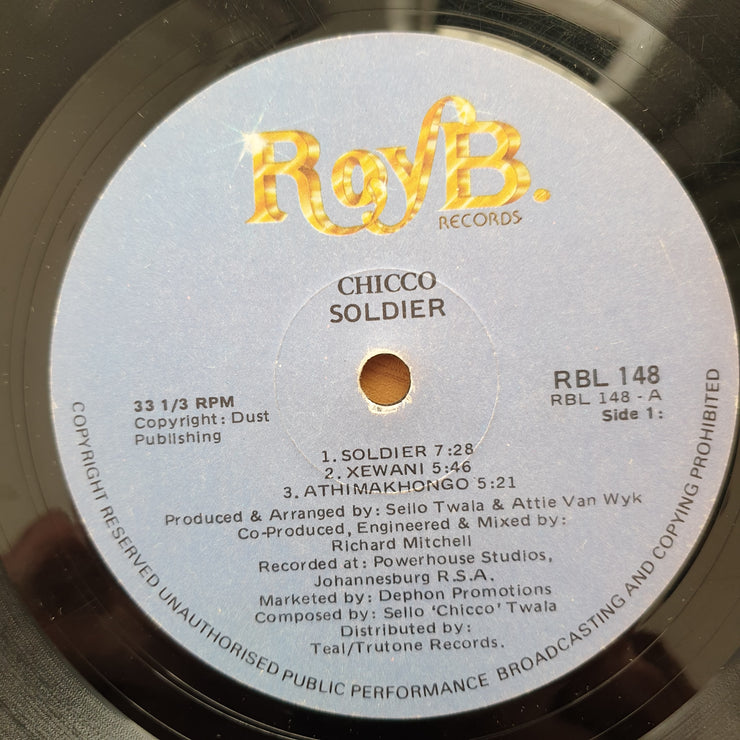 RoyB.
RECORDS
CHICCO
SOLDIER
33 1/3 RPM
Copyright: Dust
Publishing
RBL 148
RBL 148 - A
Side 1:
1. SOLDIER 7:28
2. XEWANI 5:46
3. ATHIMAKHONGO 5:21
Produced & Arranged by: Sello Twala & Attie Van Wyk
Co-Produced, Engineered & Mixed by:
Richard Mitchell
Recorded at: Powerhouse Studios,
Johannesburg R.S.A.
Marketed by: Dephon Promotions
Composed by: Sello 'Chicco' Twala
Distributed by:
Teal/Trutone Records.
COPYRIGHT RESERVED UNAUTHORISED PUBLIC PERFORMANCE BROADCASTING AND COPYING PROHIBITED